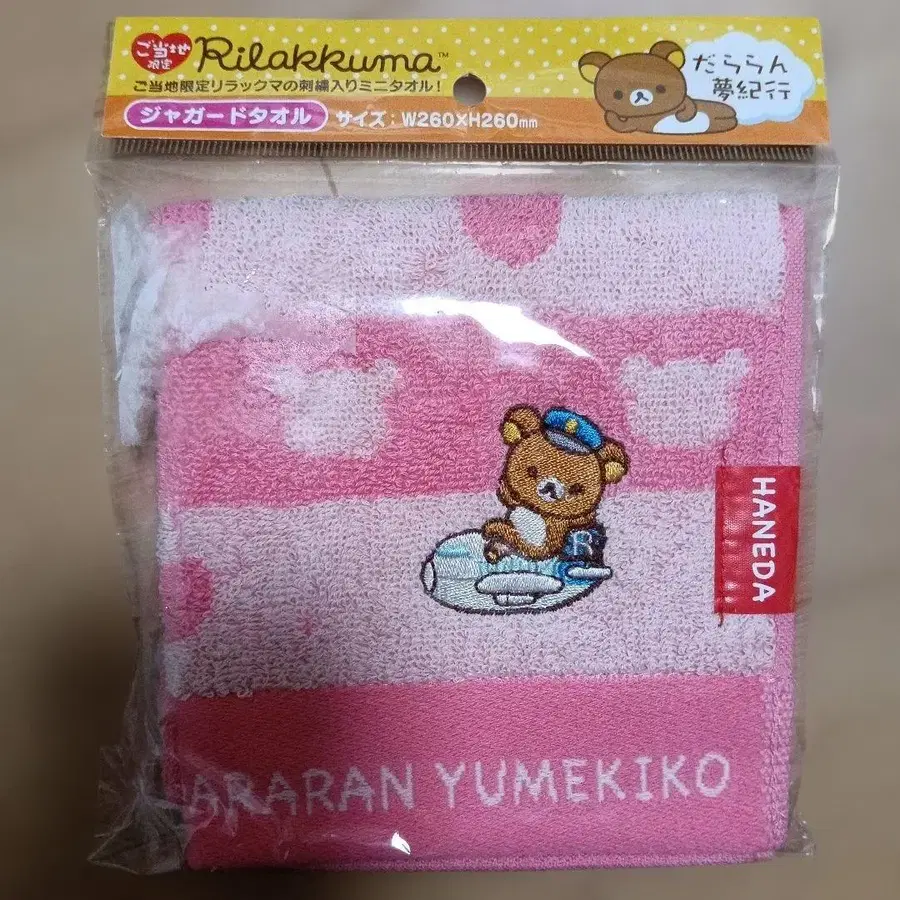 ご当地
限定
Rilakkuma™
ご当地限定リラックマの刺繍入りミニタオル!
ジャガードタオル サイズ:W260×H260mm
だららん
夢紀行
R
HANEDA
ARARAN YUMEKIKO